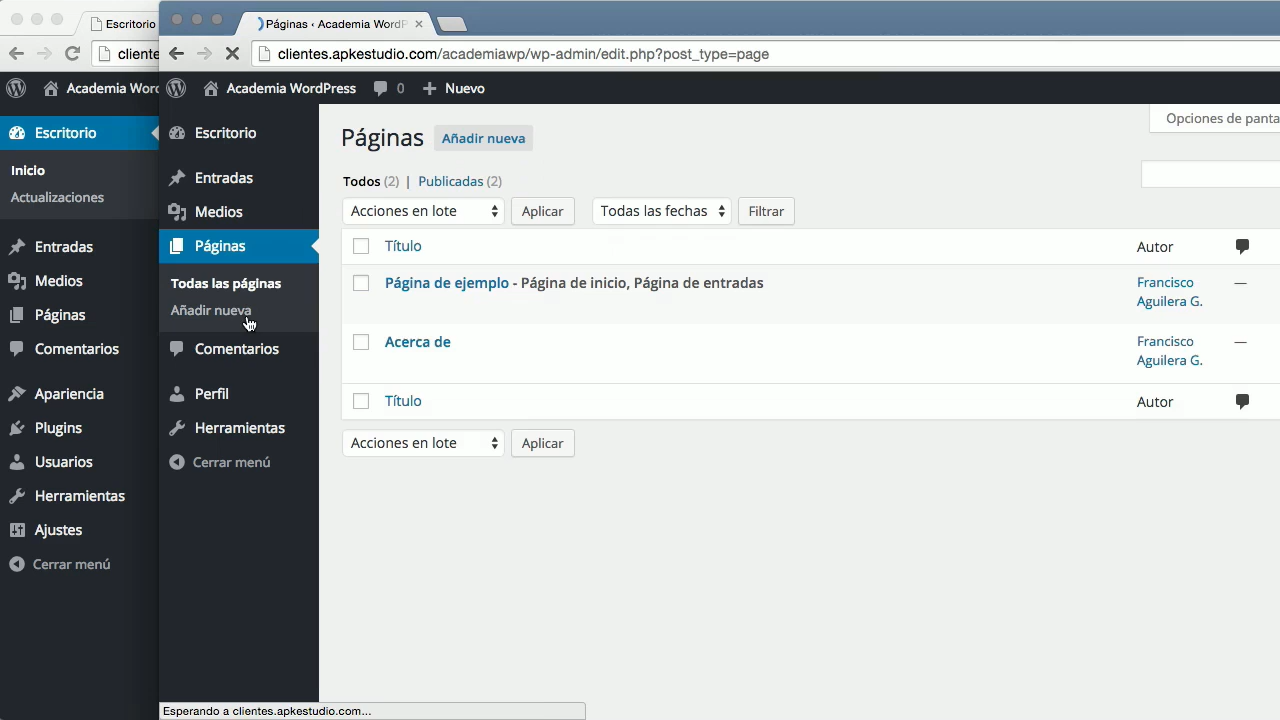 Escritorio
cliente
Academia Word
Escritorio
Inicio
Actualizaciones
Entradas
Medios
Páginas
Comentarios
Apariencia
Plugins
Usuarios
Herramientas
Ajustes
Cerrar menú
Páginas ‹ Academia WordP
clientes.apkestudio.com/academiawp/wp-admin/edit.php?post_type=page
Academia WordPress 0 Nuevo
Escritorio
Entradas
Medios
Páginas
Todas las páginas
Añadir nueva
Comentarios
Perfil
Herramientas
Cerrar menú
Opciones de panta
Páginas Añadir nueva
Todos (2) | Publicadas (2)
Acciones en lote Aplicar Todas las fechas Filtrar
Título Autor
Página de ejemplo - Página de inicio, Página de entradas Francisco
Aguilera G. —
Acerca de Francisco
Aguilera G. —
Título Autor
Acciones en lote Aplicar
Esperando a clientes.apkestudio.com...